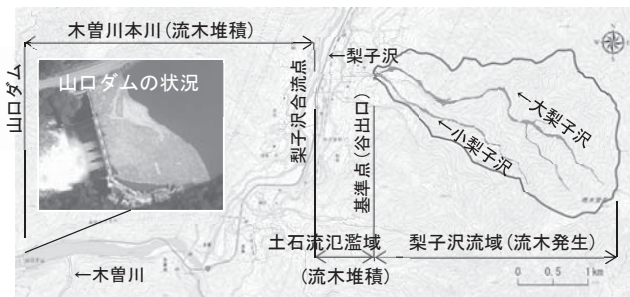 木曽川本川(流木堆積)
←梨子沢
山口ダムの状況
山口ダム
梨子沢合流点
基準点(谷出口)
←大梨子沢
←小梨子沢
土石流氾濫域
(流木堆積)
梨子沢流域(流木発生)
←木曽川
0 0.5 1km